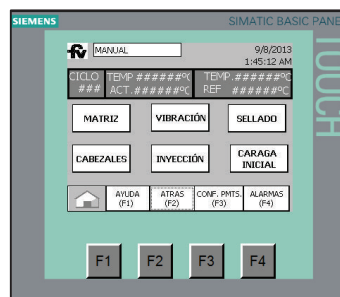 SIEMENS
SIMATIC BASIC PANE
TOUCH
MANUAL
9/8/2013
1:45:12 AM
CICLO TEMP ######ºC TEMP.######ºC
### ACT.######ºC REF ######ºC
MATRIZ VIBRACIÓN SELLADO
CABEZALES INYECCIÓN CARAGA
INICIAL
AYUDA ATRAS CONF. PMTS. ALARMAS
(F1) (F2) (F3) (F4)
F1 F2 F3 F4